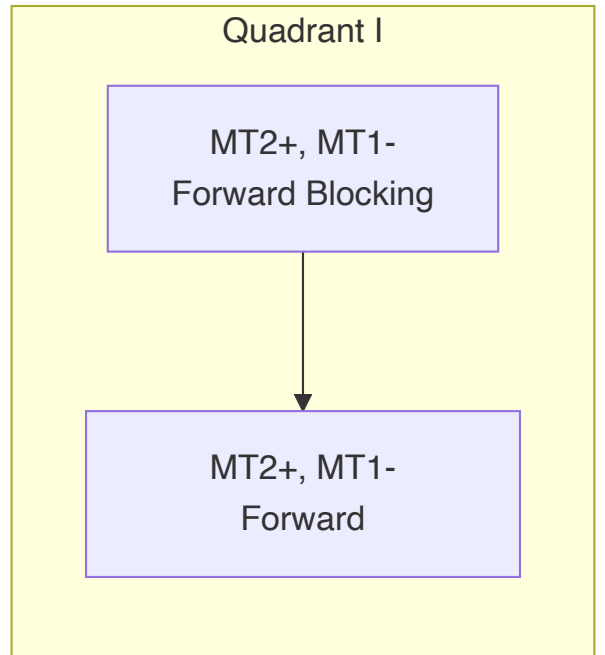 Quadrant I
MT2+, MT1-
Forward Blocking
MT2+, MT1-
Forward